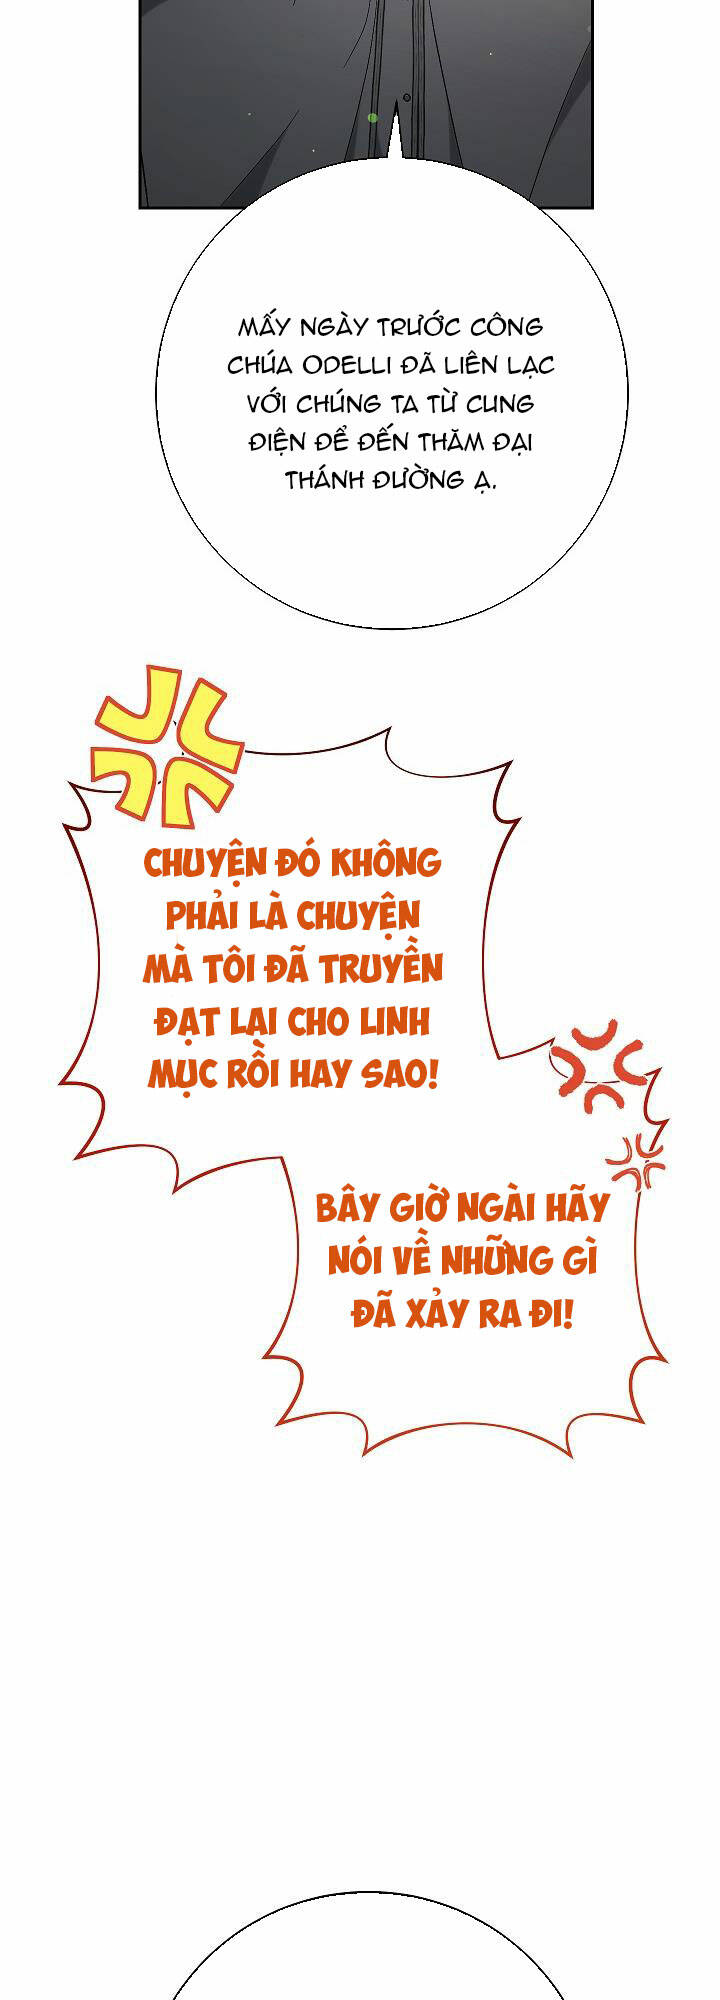 MẤY NGÀY TRƯỚC CÔNG
CHÚA ODELLI ĐÃ LIÊN LẠC
VỚI CHÚNG TA TỪ CUNG
ĐIỆN ĐỂ ĐẾN THĂM ĐẠI
THÁNH ĐƯỜNG Ạ.
CHUYỆN ĐÓ KHÔNG
PHẢI LÀ CHUYỆN
MÀ TÔI ĐÃ TRUYỀN
ĐẠT LẠI CHO LINH
MỤC RỒI HAY SAO!
BÂY GIỜ NGÀI HÃY
NÓI VỀ NHỮNG GÌ
ĐÃ XẢY RA ĐI!